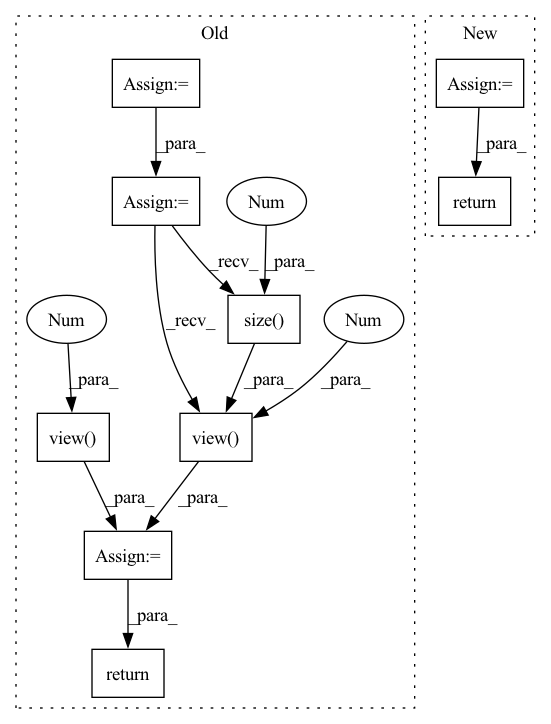 Old
New
Assign:=
Assign:=
_para_
_para_
Assign:=
Num
return
_recv_
_para_
Num
_recv_
size()
Num
_para_
_para_
_para_
view()
view()
_para_
_para_
Assign:=
_para_
return